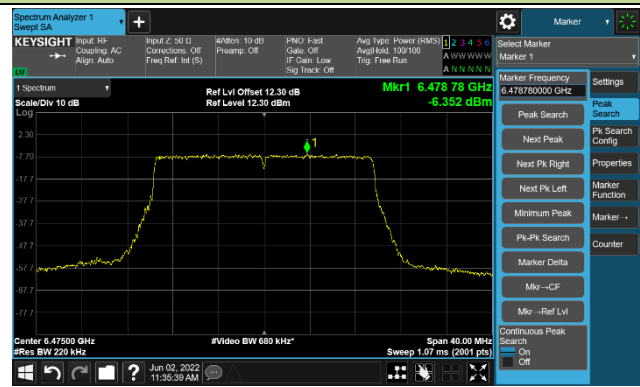 Spectrum Analyzer 1
Swept SA
+
Marker
KEYSIGHT Input: RF Input Z: 50 Ω #Atten: 10 dB PNO: Fast Avg Type: Power (RMS) 1 2 3 4 5 6
Coupling: AC Corrections: Off Preamp: Off Gate: Off Avg|Hold: 100/100 A W W W W W
Align: Auto Freq Ref: Int (S) IF Gain: Low Trig: Free Run
Sig Track: Off A N N N N N
LV
Select Marker
Marker 1
1 Spectrum
Scale/Div 10 dB
Log
Ref Lvl Offset 12.30 dB
Ref Level 12.30 dBm
Mkr1 6.478 78 GHz
-6.352 dBm
1
2.30
-7.70
-17.7
-27.7
-37.7
-47.7
-57.7
-67.7
-77.7
Center 6.47500 GHz #Video BW 680 kHz* Span 40.00 MHz
#Res BW 220 kHz Sweep 1.07 ms (2001 pts)
Marker Frequency
6.478780000 GHz
Peak Search
Next Peak
Next Pk Right
Next Pk Left
Minimum Peak
Pk-Pk Search
Marker Delta
Mkr→CF
Mkr→Ref Lvl
Continuous Peak
Search
On
Off
Settings
Peak
Search
Pk Search
Config
Properties
Marker
Function
Marker→
Counter
?
Jun 02, 2022
11:35:39 AM